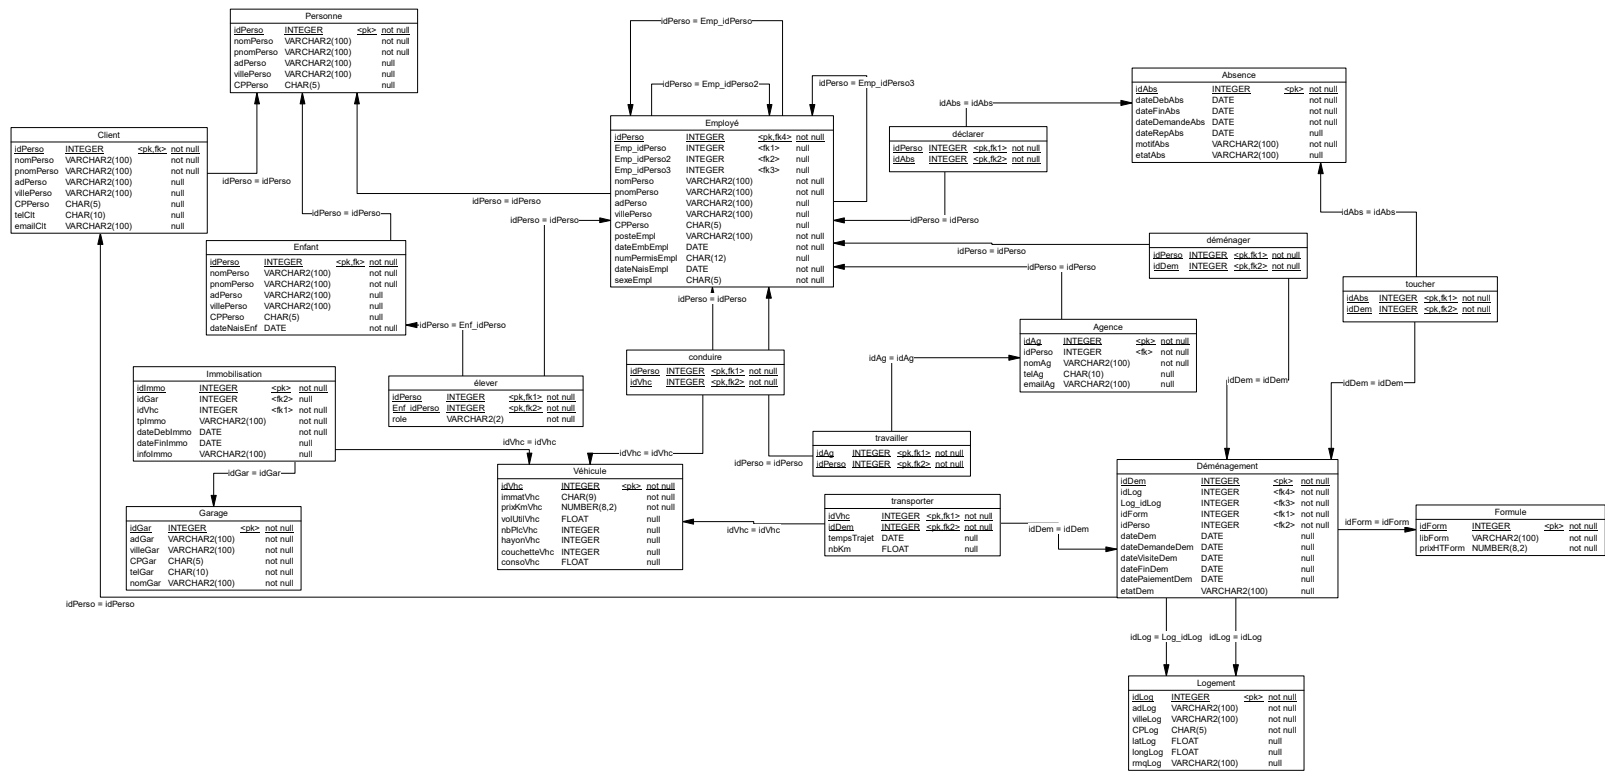 Personne
idPerso INTEGER <pk> not null
nomPerso VARCHAR2(100) not null
pnomPerso VARCHAR2(100) not null
adPerso VARCHAR2(100) null
villePerso VARCHAR2(100) null
CPPerso CHAR(5) null
Client
idPerso INTEGER <pk,fk> not null
nomPerso VARCHAR2(100) not null
pnomPerso VARCHAR2(100) not null
adPerso VARCHAR2(100) null
villePerso VARCHAR2(100) null
CPPerso CHAR(5) null
telClt CHAR(10) null
emailClt VARCHAR2(100) null
idPerso = idPerso
idPerso = idPerso
idPerso = idPerso
idPerso = idPerso
Enfant
idPerso INTEGER <pk,fk> not null
nomPerso VARCHAR2(100) not null
pnomPerso VARCHAR2(100) not null
adPerso VARCHAR2(100) null
villePerso VARCHAR2(100) null
CPPerso CHAR(5) null
dateNaisEnf DATE not null
idPerso = Enf_idPerso
idPerso = Emp_idPerso
idPerso = Emp_idPerso2
idPerso = Emp_idPerso3
Employé
idPerso INTEGER <pk,fk4> not null
Emp_idPerso INTEGER <fk1> null
Emp_idPerso2 INTEGER <fk2> null
Emp_idPerso3 INTEGER <fk3> null
nomPerso VARCHAR2(100) not null
pnomPerso VARCHAR2(100) not null
adPerso VARCHAR2(100) null
villePerso VARCHAR2(100) null
CPPerso CHAR(5) null
posteEmpl VARCHAR2(100) not null
dateEmbEmpl DATE not null
numPermisEmpl CHAR(12) null
dateNaisEmpl DATE not null
sexeEmpl CHAR(5) not null
idPerso = idPerso
idAbs = idAbs
déclarer
idPerso INTEGER <pk,fk1> not null
idAbs INTEGER <pk,fk2> not null
idPerso = idPerso
idPerso = idPerso
idPerso = idPerso
Absence
idAbs INTEGER <pk> not null
dateDebAbs DATE not null
dateFinAbs DATE not null
dateDemandeAbs DATE not null
dateRepAbs DATE null
motifAbs VARCHAR2(100) not null
etatAbs VARCHAR2(100) null
idAbs = idAbs
déménager
idPerso INTEGER <pk,fk1> not null
idDem INTEGER <pk,fk2> not null
toucher
idAbs INTEGER <pk,fk1> not null
idDem INTEGER <pk,fk2> not null
idDem = idDem
idDem = idDem
Agence
idAg INTEGER <pk> not null
idPerso INTEGER <fk> not null
nomAg VARCHAR2(100) not null
telAg CHAR(10) null
emailAg VARCHAR2(100) null
idAg = idAg
conduire
idPerso INTEGER <pk,fk1> not null
idVhc INTEGER <pk,fk2> not null
Immobilisation
idImmo INTEGER <pk> not null
idGar INTEGER <fk2> null
idVhc INTEGER <fk1> not null
tpImmo VARCHAR2(100) not null
dateDebImmo DATE not null
dateFinImmo DATE null
infoImmo VARCHAR2(100) null
élever
idPerso INTEGER <pk,fk1> not null
Enf_idPerso INTEGER <pk,fk2> not null
role VARCHAR2(2) not null
idVhc = idVhc
idVhc = idVhc
idGar = idGar
travailler
idAg INTEGER <pk,fk1> not null
idPerso INTEGER <pk,fk2> not null
idPerso = idPerso
Véhicule
idVhc INTEGER <pk> not null
immatVhc CHAR(9) not null
prixKmVhc NUMBER(8,2) not null
volUtilVhc FLOAT null
nbPlcVhc INTEGER null
hayonVhc INTEGER null
couchetteVhc INTEGER null
consoVhc FLOAT null
Garage
idGar INTEGER <pk> not null
adGar VARCHAR2(100) not null
villeGar VARCHAR2(100) not null
CPGar CHAR(5) not null
telGar CHAR(10) not null
nomGar VARCHAR2(100) not null
idPerso = idPerso
idVhc = idVhc
transporter
idVhc INTEGER <pk,fk1> not null
idDem INTEGER <pk,fk2> not null
tempsTrajet DATE null
nbKm FLOAT null
idDem = idDem
Déménagement
idDem INTEGER <pk> not null
idLog INTEGER <fk4> not null
Log_idLog INTEGER <fk3> not null
idForm INTEGER <fk1> not null
idPerso INTEGER <fk2> not null
dateDem DATE null
dateDemandeDem DATE null
dateVisiteDem DATE null
dateFinDem DATE null
datePaiementDem DATE null
etatDem VARCHAR2(100) null
idForm = idForm
Formule
idForm INTEGER <pk> not null
libForm VARCHAR2(100) not null
prixHTForm NUMBER(8,2) not null
idLog = Log_idLog
idLog = idLog
Logement
idLog INTEGER <pk> not null
adLog VARCHAR2(100) not null
villeLog VARCHAR2(100) not null
CPLog CHAR(5) not null
latLog FLOAT null
longLog FLOAT null
rmqLog VARCHAR2(100) null